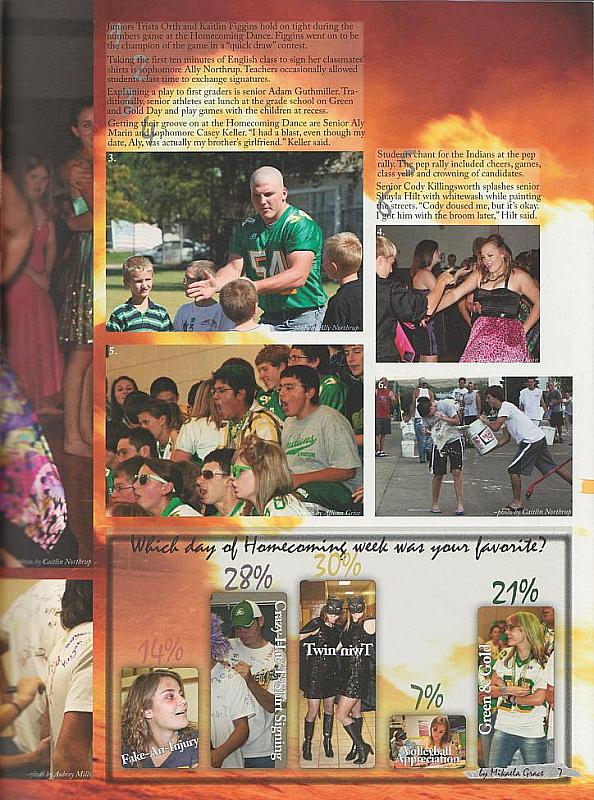 Juniors Trista Orth and Kaitlin Figgins hold on tight during the
numbers game at the Homecoming Dance. Figgins went on to be
the champion of the game in a "quick draw" contest.
Taking the first ten minutes of English class to sign her classmates'
shirts is sophomore Ally Northrup. Teachers occasionally allowed
students class time to exchange signatures.
Explaining a play to first graders is senior Adam Guthmiller. Tra-
ditionally, senior athletes eat lunch at the grade school on Green
and Gold Day and play games with the children at recess.
Getting their groove on at the Homecoming Dance are Senior Aly
Marin and sophomore Casey Keller. "I had a blast, even though my
date, Aly, was actually my brother's girlfriend." Keller said.
Students chant for the Indians at the pep
rally. The pep rally included cheers, games,
class yells and crowning of candidates.
Senior Cody Killingsworth splashes senior
Shayla Hilt with whitewash while painting
the streets. "Cody doused me, but it's okay.
I got him with the broom later," Hilt said.
3.
54
photo by Ally Northrup
4.
5.
Indians
photo by Allison Grice
6.
-photo by Caitlin Northrup
photo by Caitlin Northrup
-photo by Aubrey Mill
Which day of Homecoming week was your favorite?
14%
Fake-An-Injury
28%
Crazy Hat/T-Shirt Signing
30%
Twin niwT
7%
Volleyball
Appreciation
21%
Green & Gold
by Mikaela Grace 7